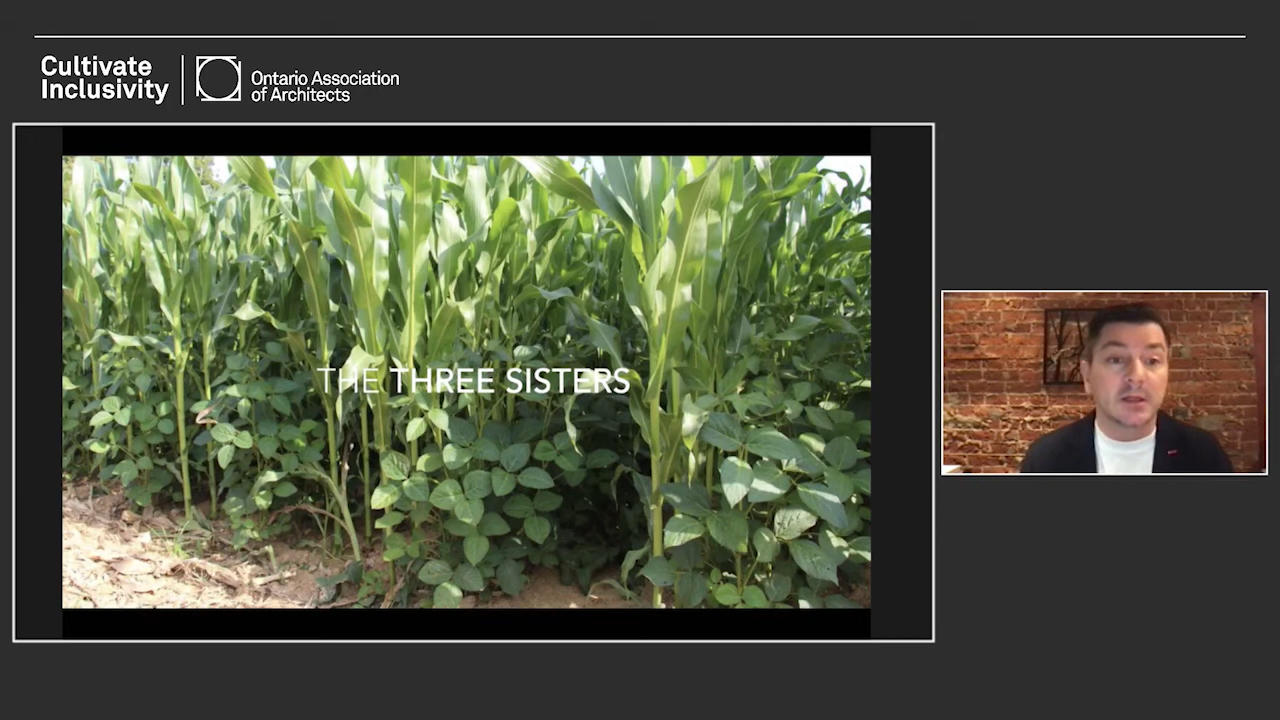 Cultivate
Inclusivity
Ontario Association
of Architects
THE THREE SISTERS